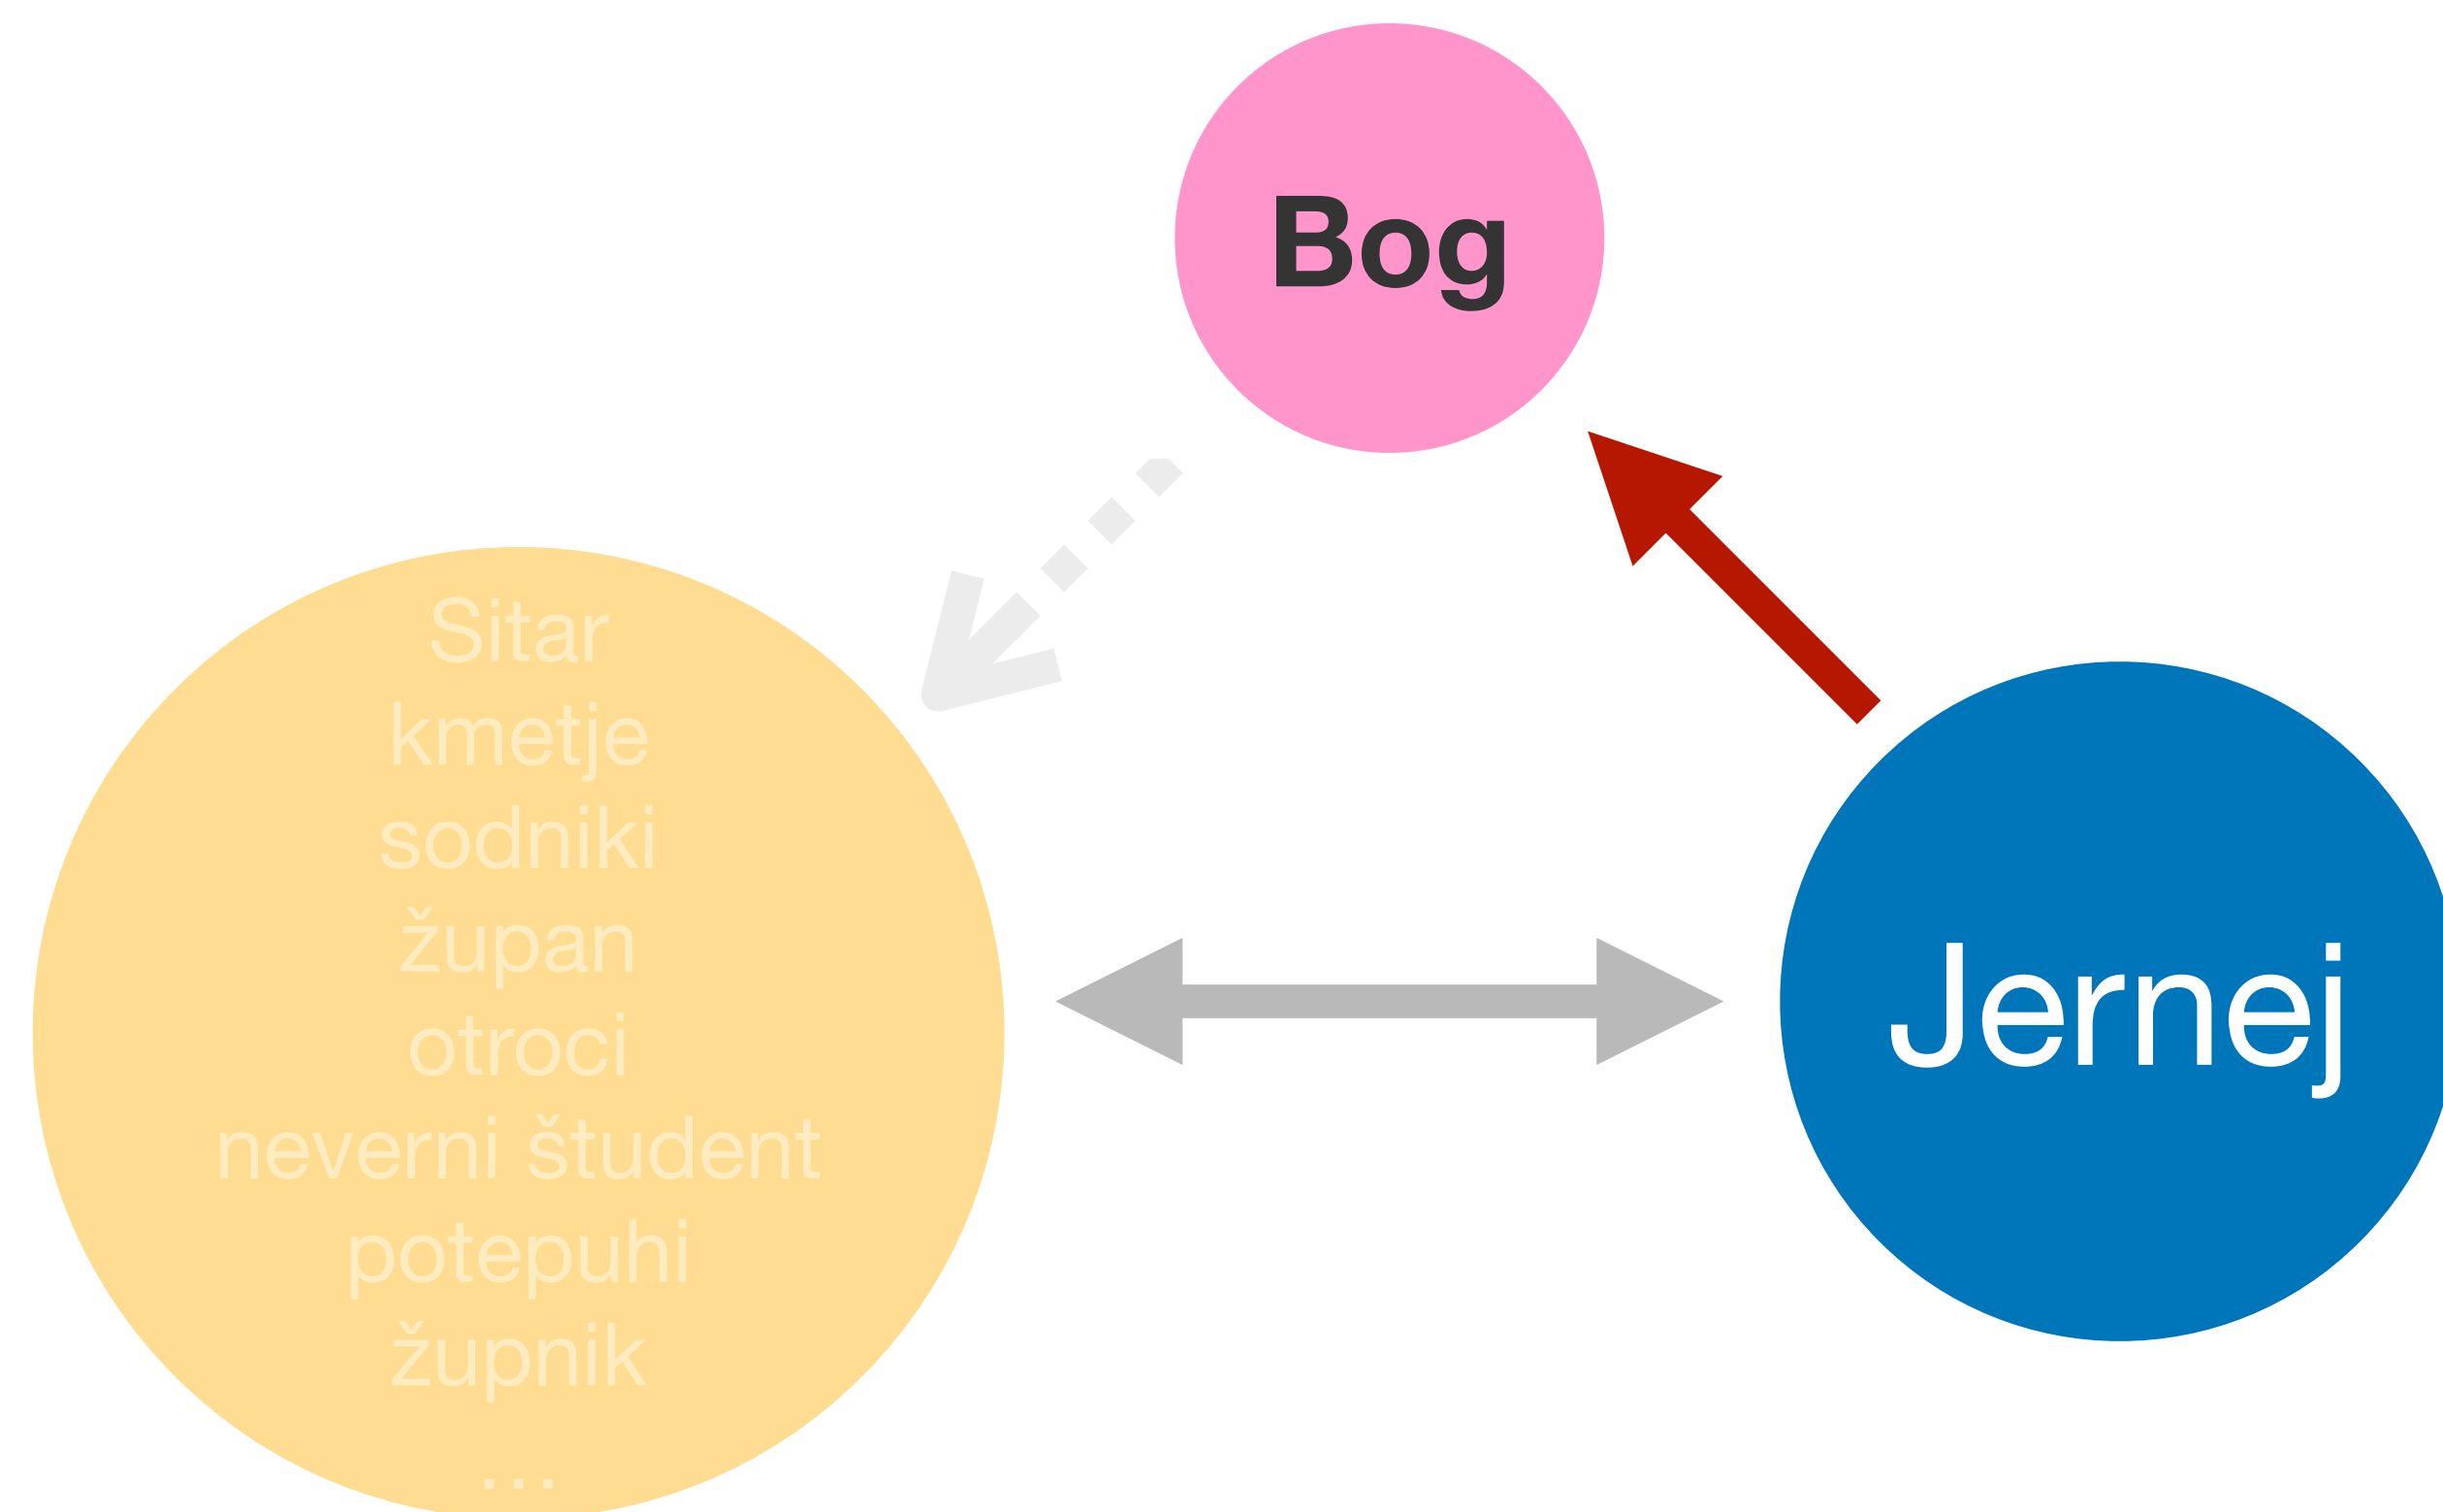 Bog
Sitar
kmetje
sodniki
župan
otroci
neverni študent
potepuhi
župnik
...
Jernej